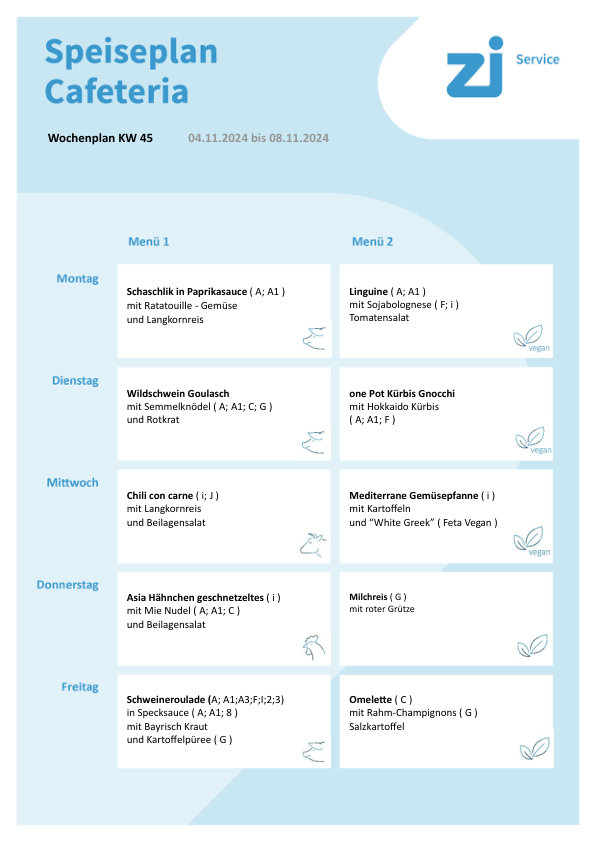 Speiseplan
Cafeteria
zi Service
Wochenplan KW 45 04.11.2024 bis 08.11.2024
Menü 1 Menü 2
Montag
Schaschlik in Paprikasauce ( A; A1 )
mit Ratatouille - Gemüse
und Langkornreis
Linguine ( A; A1 )
mit Sojabolognese ( F; i )
Tomatensalat
vegan
Dienstag
Wildschwein Goulasch
mit Semmelknödel ( A; A1; C; G )
und Rotkrat
one Pot Kürbis Gnocchi
mit Hokkaido Kürbis
( A; A1; F )
vegan
Mittwoch
Chili con carne ( i; J )
mit Langkornreis
und Beilagensalat
Mediterrane Gemüsepfanne ( i )
mit Kartoffeln
und “White Greek” ( Feta Vegan )
vegan
Donnerstag
Asia Hähnchen geschnetzeltes ( i )
mit Mie Nudel ( A; A1; C )
und Beilagensalat
Milchreis ( G )
mit roter Grütze
Freitag
Schweineroulade (A; A1;A3;F;I;2;3)
in Specksauce ( A; A1; 8 )
mit Bayrisch Kraut
und Kartoffelpüree ( G )
Omelette ( C )
mit Rahm-Champignons ( G )
Salzkartoffel